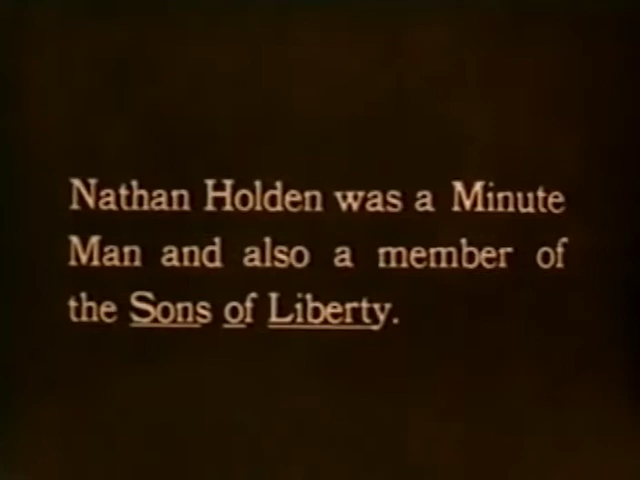 Nathan Holden was a Minute
Man and also a member of
the Sons of Liberty.